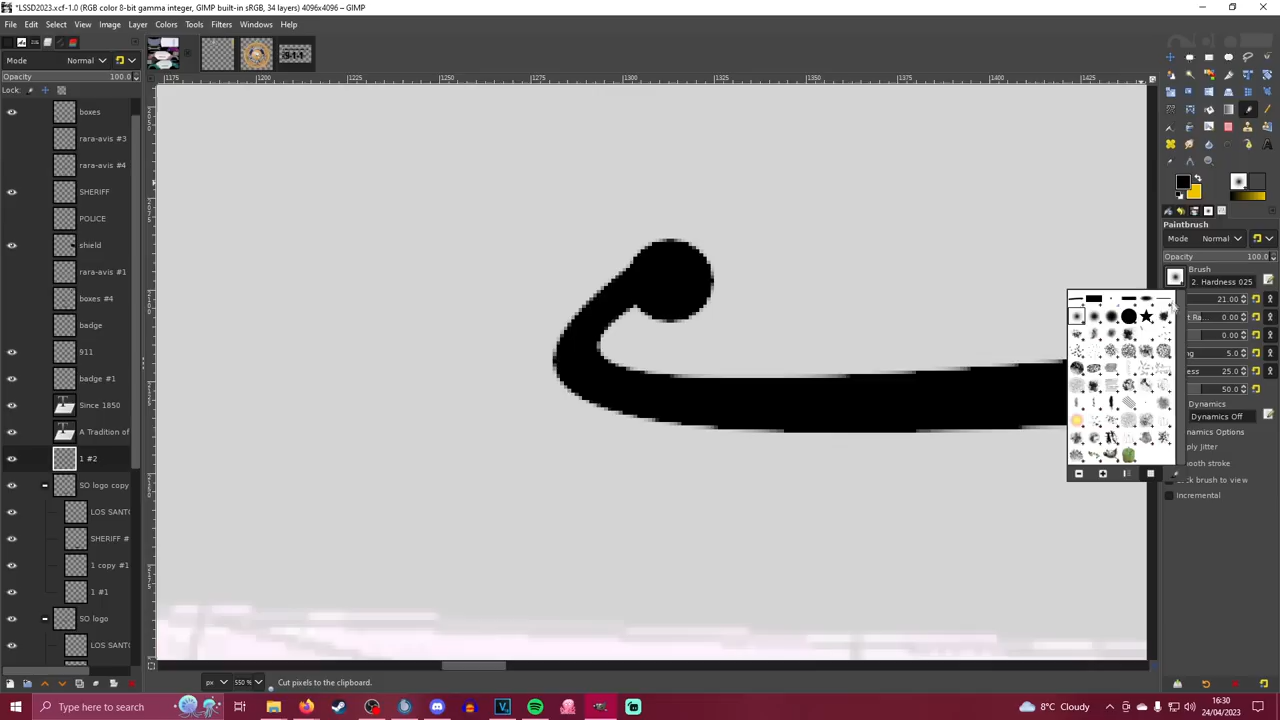 *LSSD2023.xcf-1.0 (RGB color 8-bit gamma integer, GIMP built-in sRGB, 34 layers) 4096x4096 – GIMP
File Edit Select View Image Layer Colors Tools Filters Windows Help
Mode Normal
Opacity 100.0
Lock:
boxes
rara-avis #3
rara-avis #4
SHERIFF
POLICE
shield
rara-avis #1
boxes #4
badge
911
badge #1
Since 1850
A Tradition of
1 #2
SO logo copy
LOS SANT
SHERIFF #
1 copy #1
1 #1
SO logo
LOS SANT
1175 1200 1225 1250 1275 1300 1325 1350 1375 1400 1425
px 550 % Cut pixels to the clipboard.
Paintbrush
Mode Normal
Opacity 100.0
Brush
2. Hardness 025
21.00
Ra... 0.00
0.00
ng 5.0
ess 25.0
50.0
Dynamics
Dynamics Off
namics Options
ply Jitter
mooth stroke
ock brush to view
Incremental
Type here to search
8°C Cloudy
16:30
24/04/2023